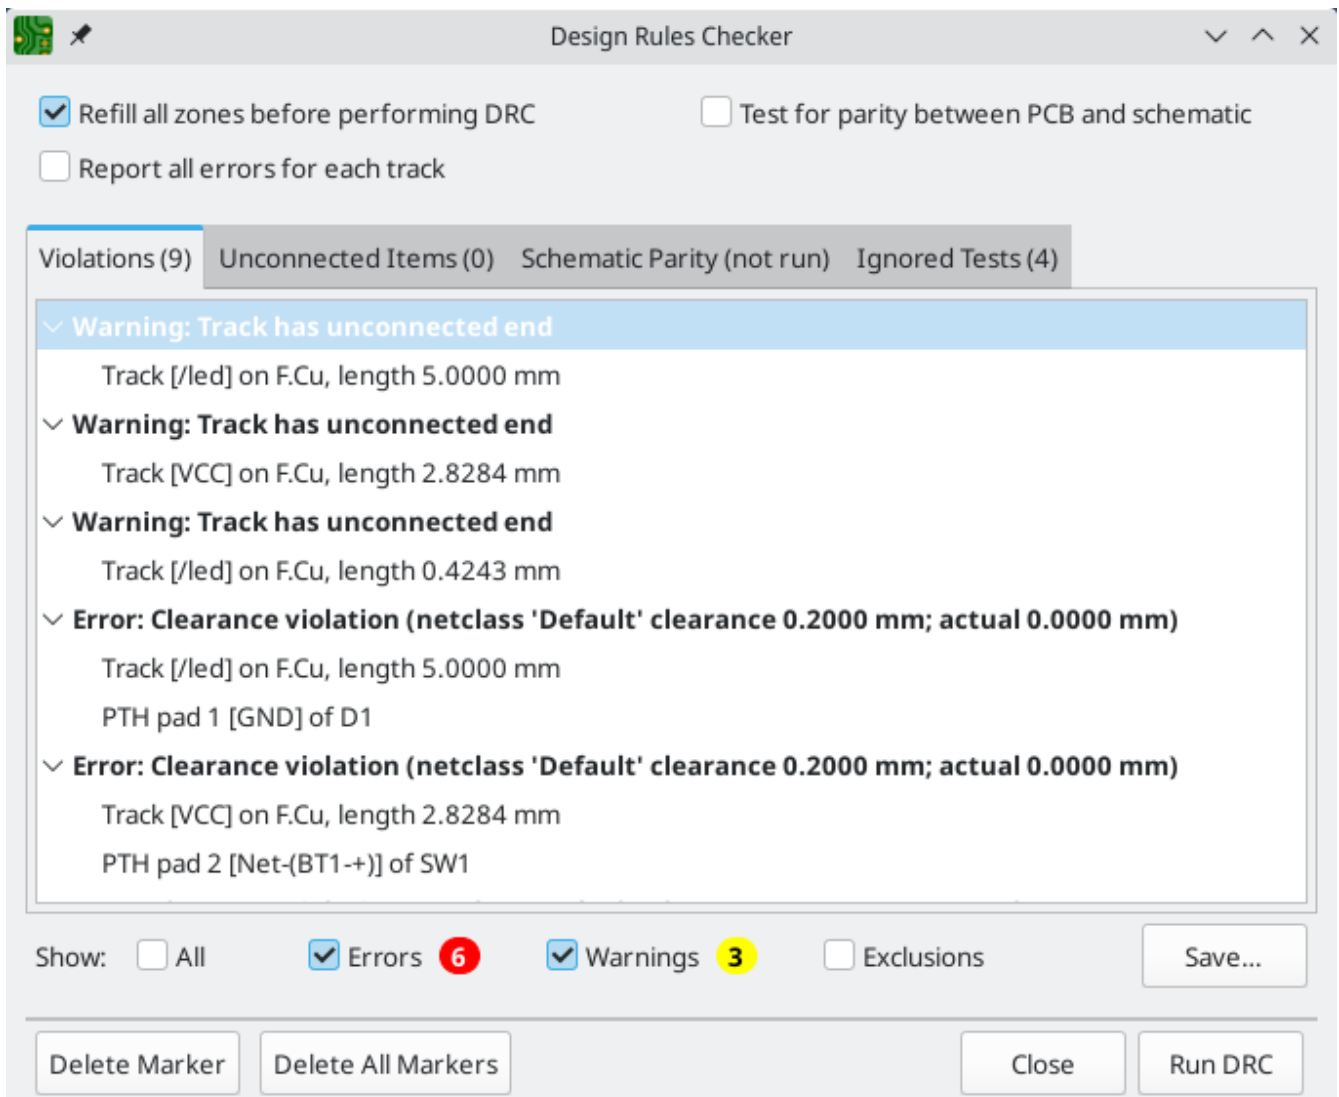 Design Rules Checker
Refill all zones before performing DRC
Test for parity between PCB and schematic
Report all errors for each track
Violations (9) Unconnected Items (0) Schematic Parity (not run) Ignored Tests (4)
Warning: Track has unconnected end
Track [/led] on F.Cu, length 5.0000 mm
Warning: Track has unconnected end
Track [VCC] on F.Cu, length 2.8284 mm
Warning: Track has unconnected end
Track [/led] on F.Cu, length 0.4243 mm
Error: Clearance violation (netclass 'Default' clearance 0.2000 mm; actual 0.0000 mm)
Track [/led] on F.Cu, length 5.0000 mm
PTH pad 1 [GND] of D1
Error: Clearance violation (netclass 'Default' clearance 0.2000 mm; actual 0.0000 mm)
Track [VCC] on F.Cu, length 2.8284 mm
PTH pad 2 [Net-(BT1-+)] of SW1
Show: All Errors 6 Warnings 3 Exclusions Save...
Delete Marker Delete All Markers Close Run DRC